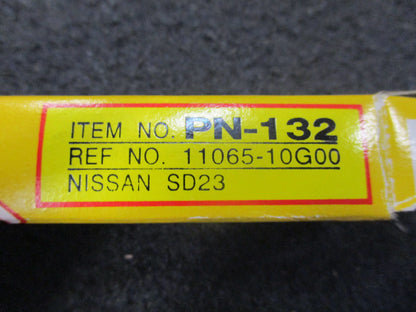 ITEM NO. PN-132
REF NO. 11065-10G00
NISSAN SD23